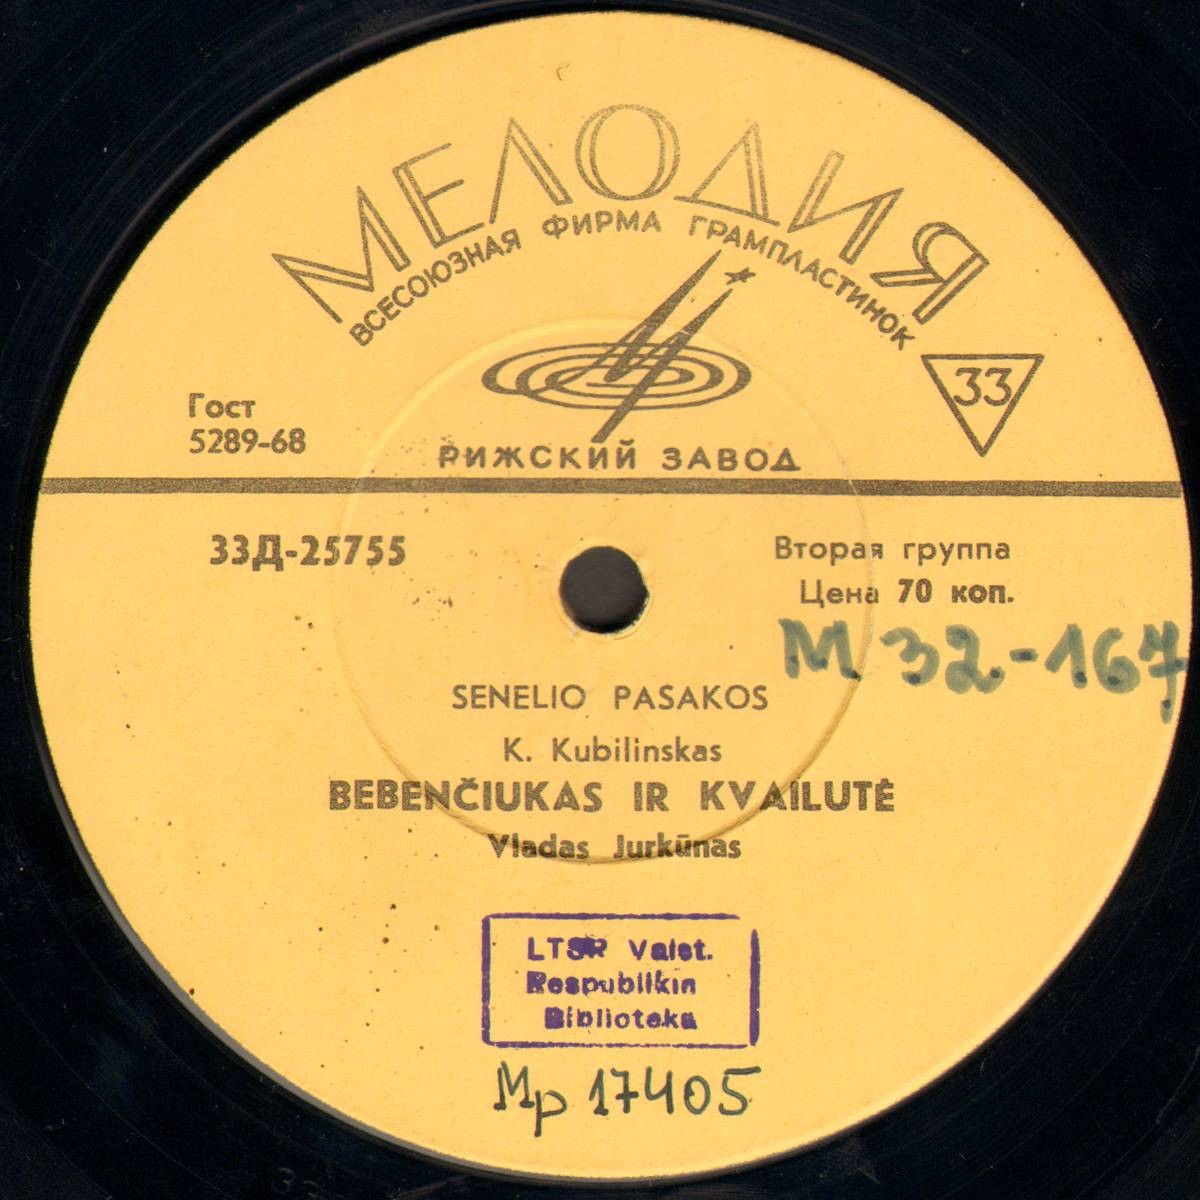 МЕЛОДИЯ
ВСЕСОЮЗНАЯ ФИРМА ГРАМПЛАСТИНОК
33
Гост
5289-68
РИЖСКИЙ ЗАВОД
33Д-25755
Вторая группа
Цена 70 коп.
M 32-167
SENELIO PASAKOS
K. Kubilinskas
BEBENČIUKAS IR KVAILUTĖ
Vladas Jurkūnas
LTSR Valst.
Respublikin
Biblioteka
Mp 17405